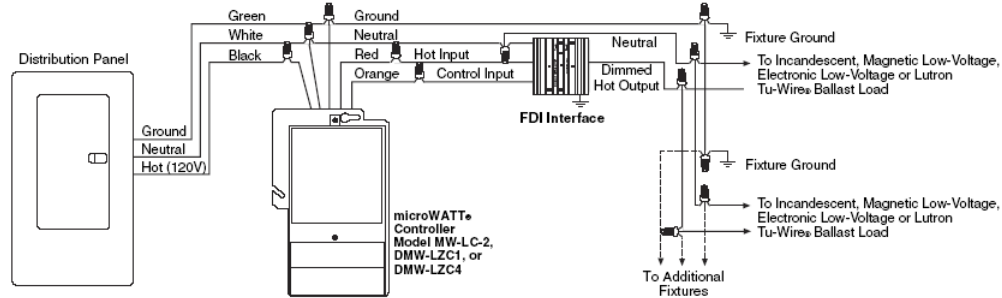 Green
Ground
White
Neutral
Black
Red
Hot Input
Orange
Control Input
Distribution Panel
Ground
Neutral
Hot (120V)
Neutral
Dimmed
Hot Output
FDI Interface
Fixture Ground
To Incandescent, Magnetic Low-Voltage,
Electronic Low-Voltage or Lutron
Tu-Wire® Ballast Load
microWATT®
Controller
Model MW-LC-2,
DMW-LZC1, or
DMW-LZC4
Fixture Ground
To Incandescent, Magnetic Low-Voltage,
Electronic Low-Voltage or Lutron
Tu-Wire® Ballast Load
To Additional
Fixtures